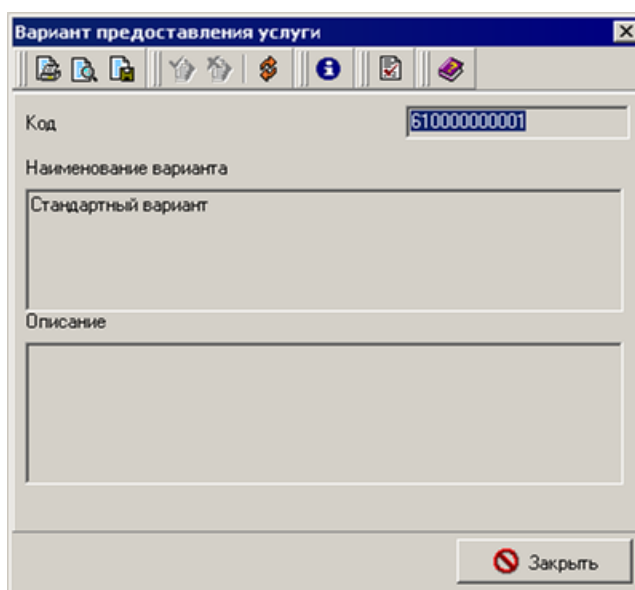 Вариант предоставления услуги
Код
610000000001
Наименование варианта
Стандартный вариант
Описание
Закрыть